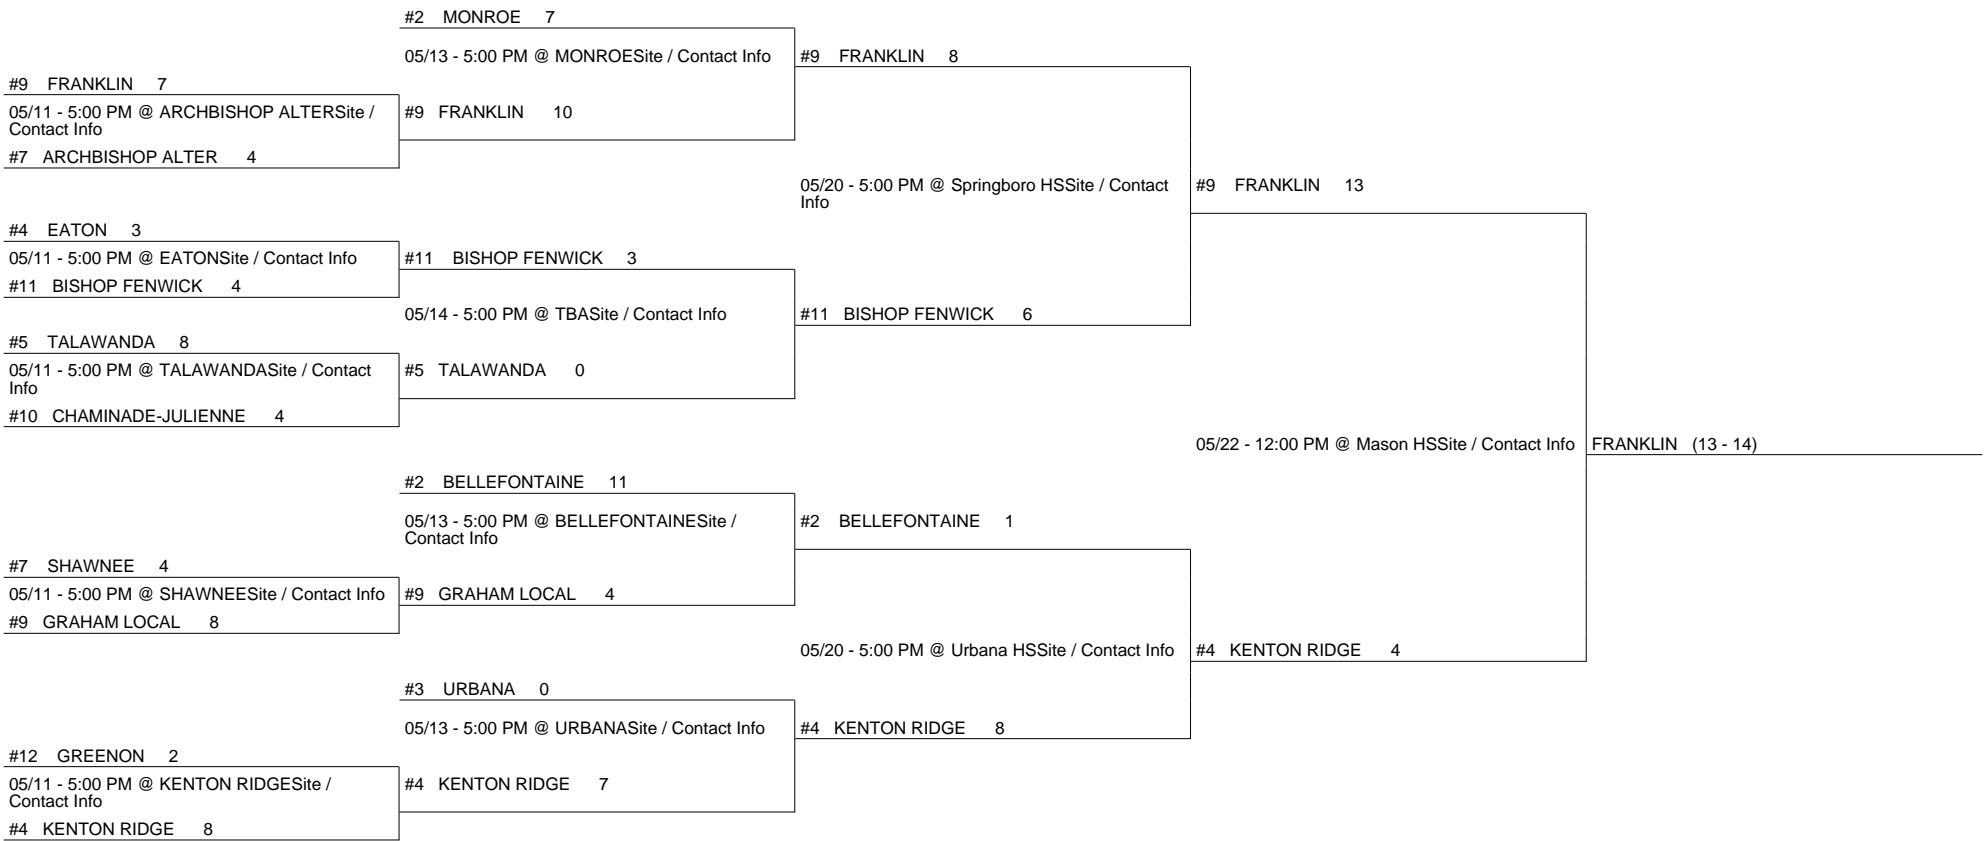 #2 MONROE 7
05/13 - 5:00 PM @ MONROESite / Contact Info
#9 FRANKLIN 8
#9 FRANKLIN 7
05/11 - 5:00 PM @ ARCHBISHOP ALTERSite /
Contact Info
#9 FRANKLIN 10
#7 ARCHBISHOP ALTER 4
05/20 - 5:00 PM @ Springboro HSSite / Contact
Info
#9 FRANKLIN 13
#4 EATON 3
05/11 - 5:00 PM @ EATONSite / Contact Info
#11 BISHOP FENWICK 3
#11 BISHOP FENWICK 4
05/14 - 5:00 PM @ TBASite / Contact Info
#11 BISHOP FENWICK 6
#5 TALAWANDA 8
05/11 - 5:00 PM @ TALAWANDASite / Contact
Info
#5 TALAWANDA 0
#10 CHAMINADE-JULIENNE 4
05/22 - 12:00 PM @ Mason HSSite / Contact Info
FRANKLIN (13 - 14)
#2 BELLEFONTAINE 11
05/13 - 5:00 PM @ BELLEFONTAINESite /
Contact Info
#2 BELLEFONTAINE 1
#7 SHAWNEE 4
05/11 - 5:00 PM @ SHAWNEESite / Contact Info
#9 GRAHAM LOCAL 4
#9 GRAHAM LOCAL 8
05/20 - 5:00 PM @ Urbana HSSite / Contact Info
#4 KENTON RIDGE 4
#3 URBANA 0
05/13 - 5:00 PM @ URBANASite / Contact Info
#4 KENTON RIDGE 8
#12 GREENON 2
05/11 - 5:00 PM @ KENTON RIDGESite /
Contact Info
#4 KENTON RIDGE 7
#4 KENTON RIDGE 8